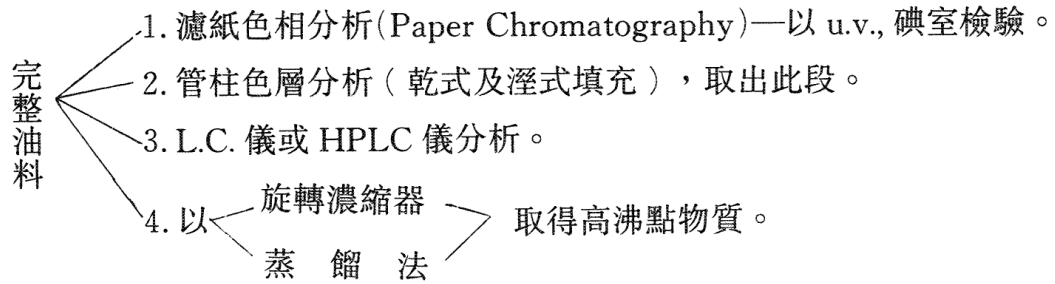 1. 濾紙色相分析(Paper Chromatography)—以 u.v., 碘室檢驗。
完整油料
2. 管柱色層分析(乾式及溼式填充),取出此段。
3. L.C. 儀或 HPLC 儀分析。
旋轉濃縮器
4. 以 取得高沸點物質。
蒸餾法